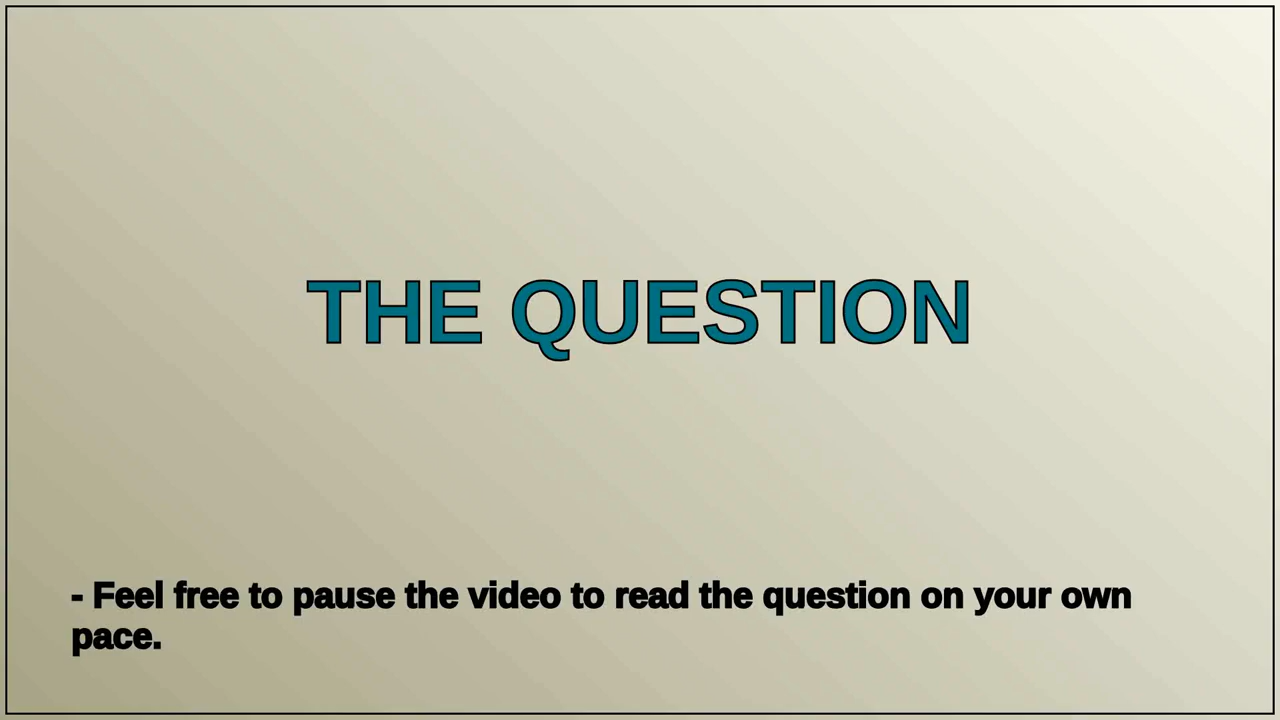 THE QUESTION
- Feel free to pause the video to read the question on your own
pace.